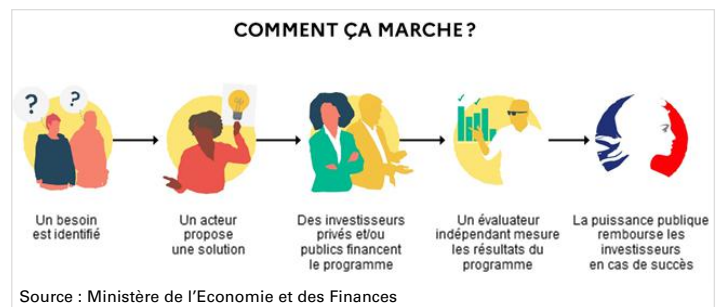 COMMENT ÇA MARCHE ?
? ?
Un besoin
est identifié
Un acteur
propose
une solution
Des investisseurs
privés et/ou
publics financent
le programme
Un évaluateur
indépendant mesure
les résultats du
programme
La puissance publique
rembourse les
investisseurs
en cas de succès
Source : Ministère de l'Economie et des Finances